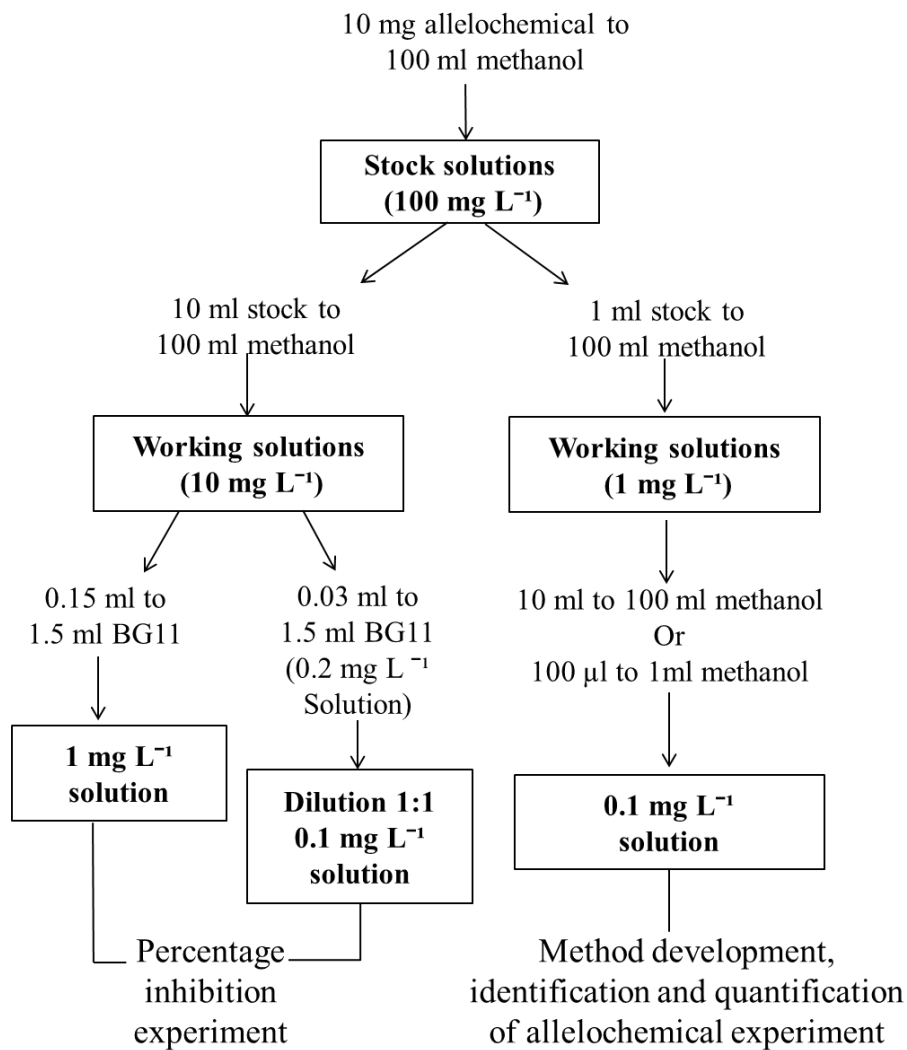 10 mg allelochemical to
100 ml methanol
Stock solutions
(100 mg L⁻¹)
10 ml stock to
100 ml methanol
1 ml stock to
100 ml methanol
Working solutions
(10 mg L⁻¹)
Working solutions
(1 mg L⁻¹)
0.15 ml to
1.5 ml BG11
0.03 ml to
1.5 ml BG11
(0.2 mg L ⁻¹
Solution)
10 ml to 100 ml methanol
Or
100 µl to 1ml methanol
1 mg L⁻¹
solution
Dilution 1:1
0.1 mg L⁻¹
solution
0.1 mg L⁻¹
solution
Percentage
inhibition
experiment
Method development,
identification and quantification
of allelochemical experiment